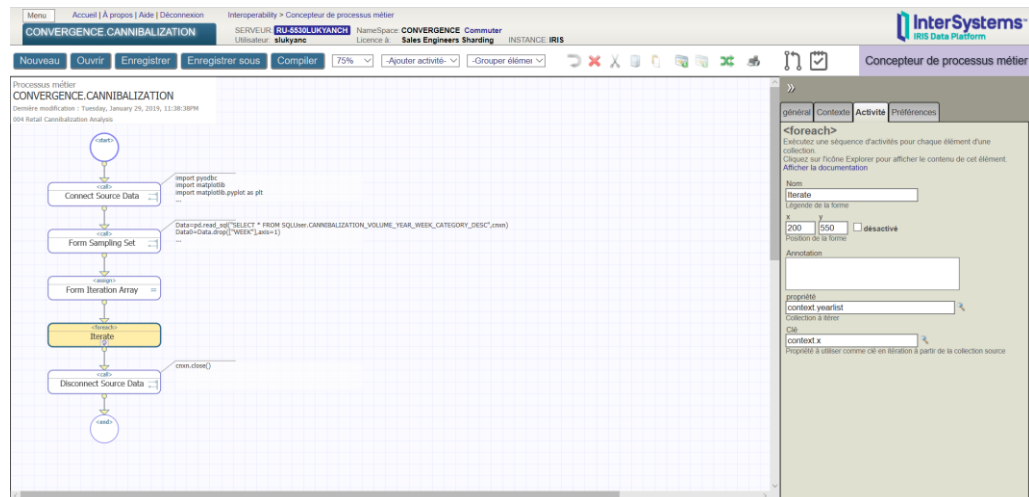 Menu
Accueil | À propos | Aide | Déconnexion
Interoperability > Concepteur de processus métier
CONVERGENCE.CANNIBALIZATION
SERVEUR: RU-5530LUKYANCH NameSpace: CONVERGENCE Commuter
Utilisateur: slukyanc Licence à: Sales Engineers Sharding INSTANCE: IRIS
InterSystems
IRIS Data Platform
Nouveau Ouvrir Enregistrer Enregistrer sous Compiler 75% -Ajouter activité- -Grouper élémer
Concepteur de processus métier
Processus métier
CONVERGENCE.CANNIBALIZATION
Dernière modification : Tuesday, January 29, 2019, 11:38:38PM
004 Retail Cannibalization Analysis
<start>
<call>
Connect Source Data
import pyodbc
import matplotlib
import matplotlib.pyplot as plt
...
<call>
Form Sampling Set
Data=pd.read_sql("SELECT * FROM SQLUser.CANNIBALIZATION_VOLUME_YEAR_WEEK_CATEGORY_DESC",cnxn)
Data0=Data.drop(["WEEK"],axis=1)
...
<assign>
Form Iteration Array
<foreach>
Iterate
<call>
Disconnect Source Data
cnxn.close()
<end>
»
général Contexte Activité Préférences
<foreach>
Exécutez une séquence d'activités pour chaque élément d'une
collection.
Cliquez sur l'icône Explorer pour afficher le contenu de cet élément.
Afficher la documentation
Nom
Iterate
Légende de la forme
x y
200 550 désactivé
Position de la forme
Annotation
propriété
context.yearlist
Collection à itérer
Clé
context.x
Propriété à utiliser comme clé en itération à partir de la collection source